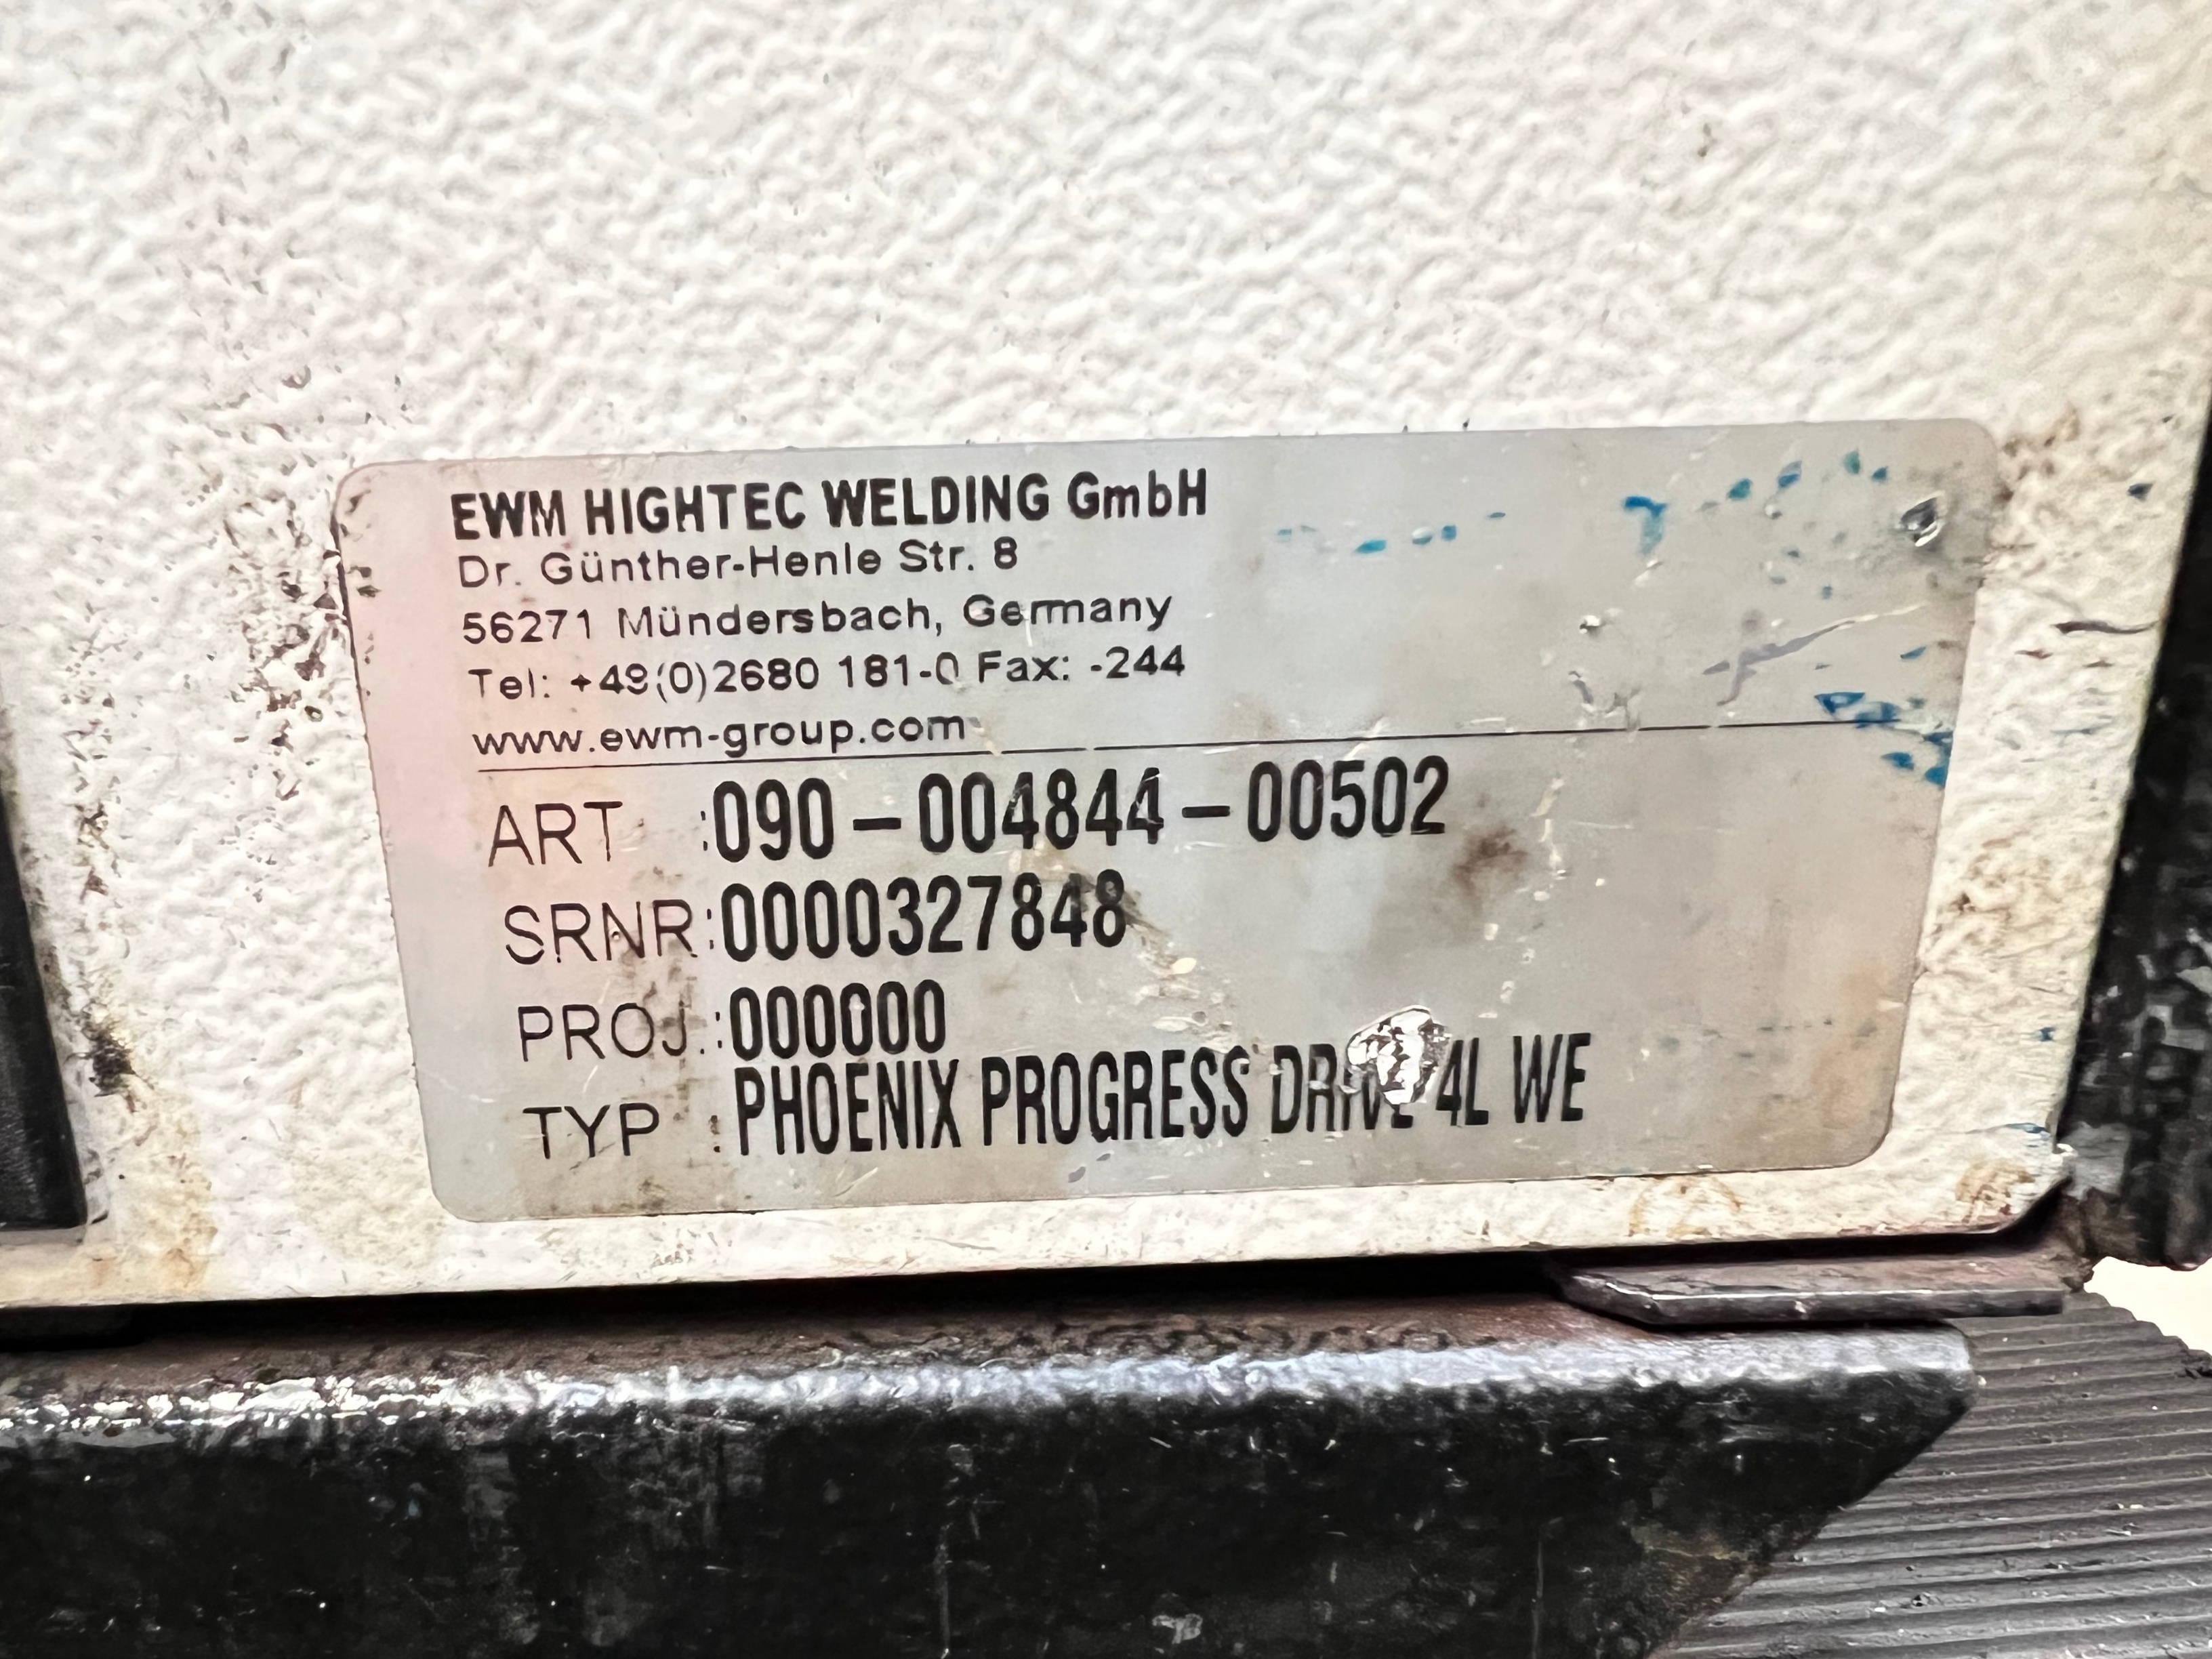 EWM HIGHTEC WELDING GmbH
Dr. Günther-Henle Str. 8
56271 Mündersbach, Germany
Tel: +49(0)2680 181-0 Fax: -244
www.ewm-group.com
ART :090-004844-00502
SRNR:0000327848
PROJ.:000000
TYP :PHOENIX PROGRESS DRIVE 4L WE